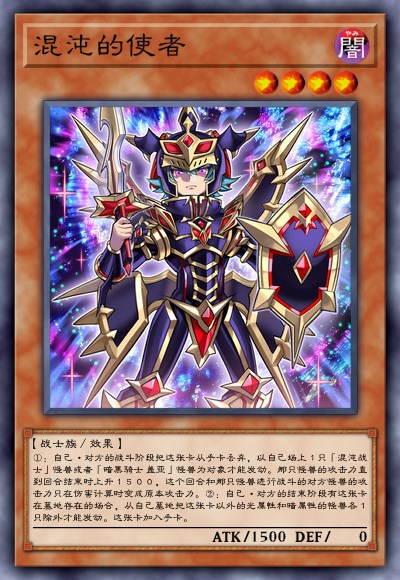 混沌的使者
やみ
闇
【战士族／效果】
①：自己·对方的战斗阶段把这张卡从手卡丢弃，以自己场上1只「混沌战
士」怪兽或者「暗黑骑士 盖亚」怪兽为对象才能发动。那只怪兽的攻击力直
到回合结束时上升1500，这个回合和那只怪兽进行战斗的对方怪兽的
攻击力只在伤害计算时变成原本攻击力。②：自己·对方的结束阶段有这张卡
在墓地存在的场合，从自己墓地把这张卡以外的光属性和暗属性的怪兽各1
只除外才能发动。这张卡加入手卡。
ATK/1500 DEF/ 0